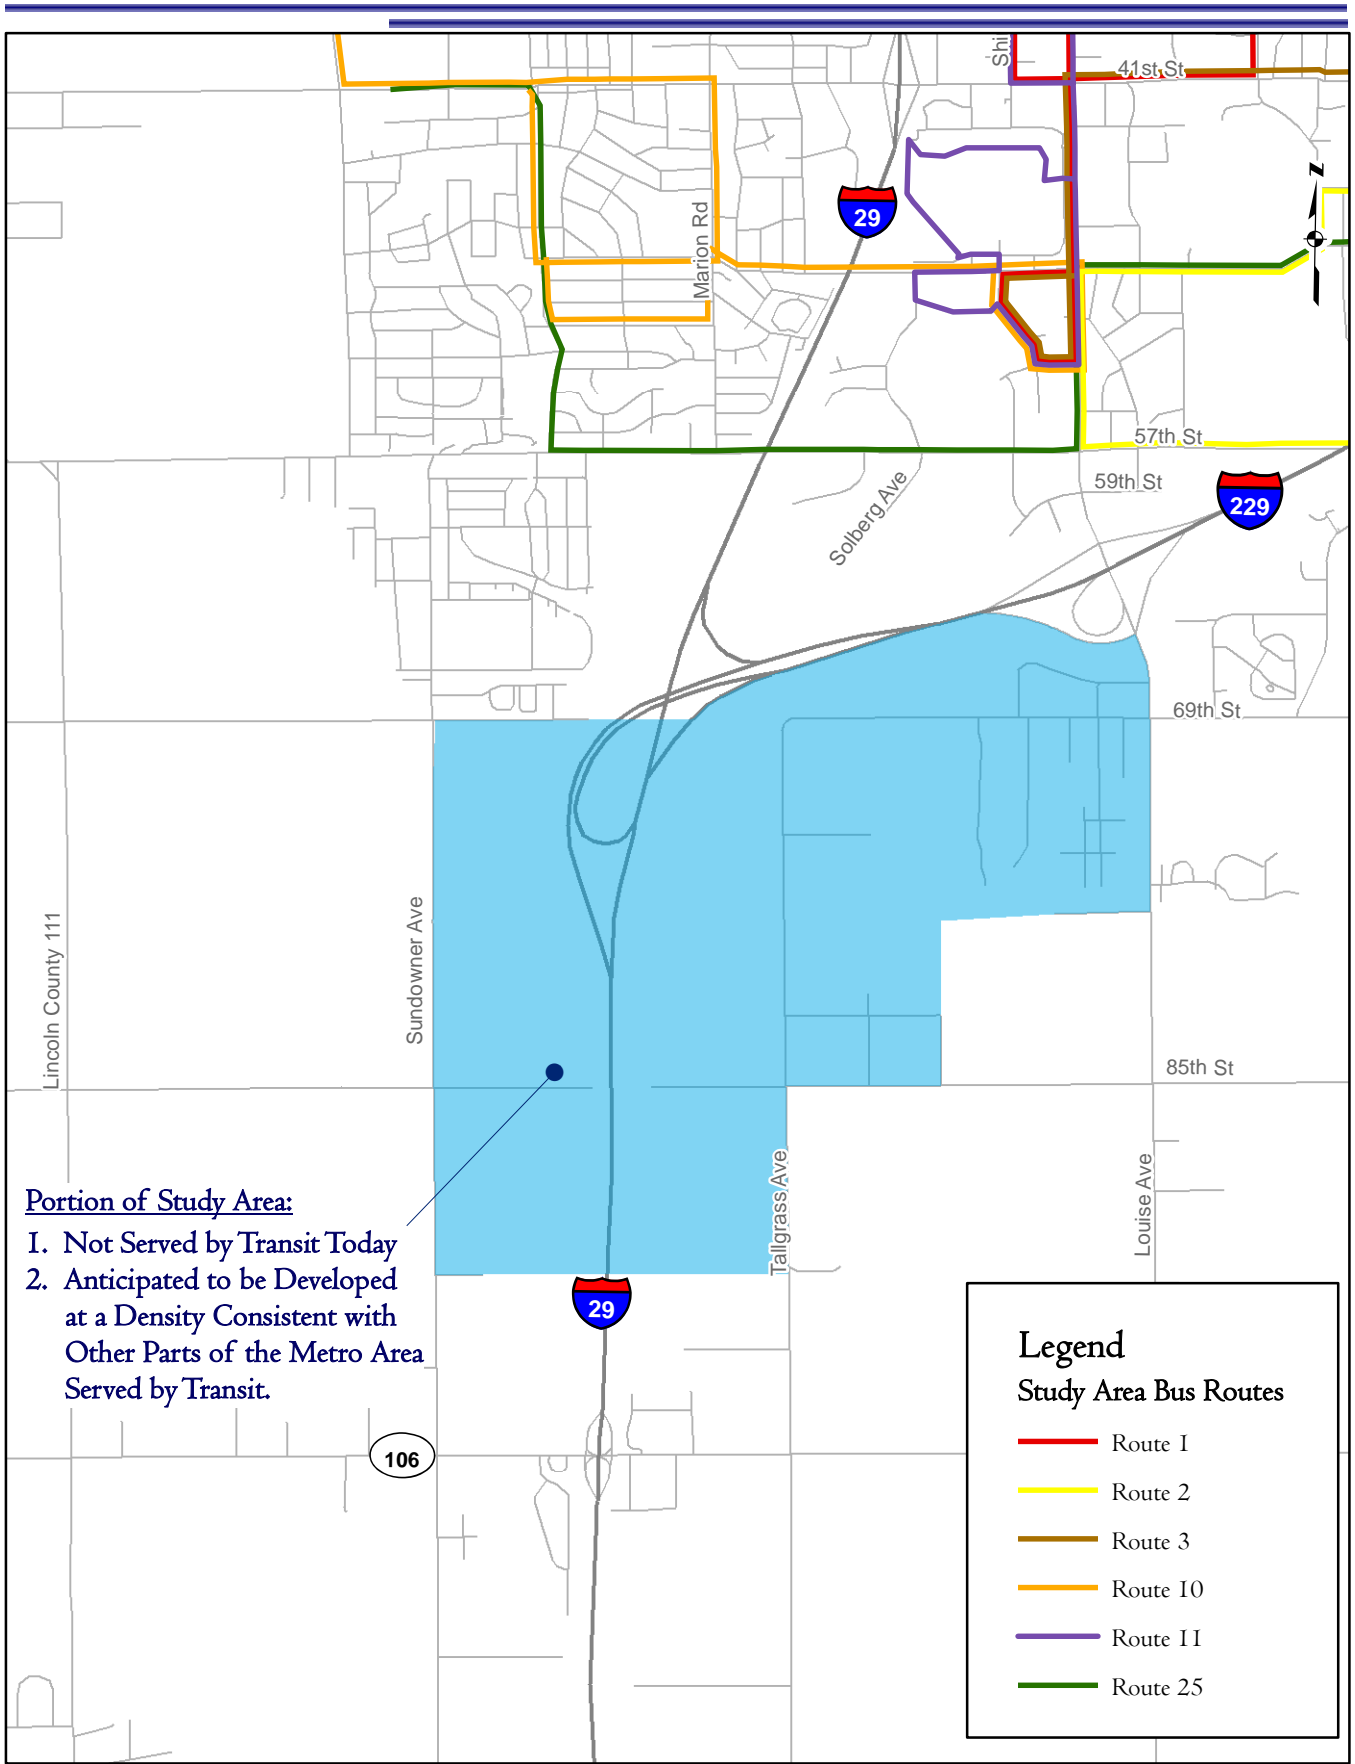 Shi
41st St
N
29
Marion Rd
57th St
59th St
229
Solberg Ave
69th St
Lincoln County 111
Sundowner Ave
85th St
Tallgrass Ave
Louise Ave
Portion of Study Area:
1. Not Served by Transit Today
2. Anticipated to be Developed
at a Density Consistent with
Other Parts of the Metro Area
Served by Transit.
29
106
Legend
Study Area Bus Routes
Route 1
Route 2
Route 3
Route 10
Route 11
Route 25